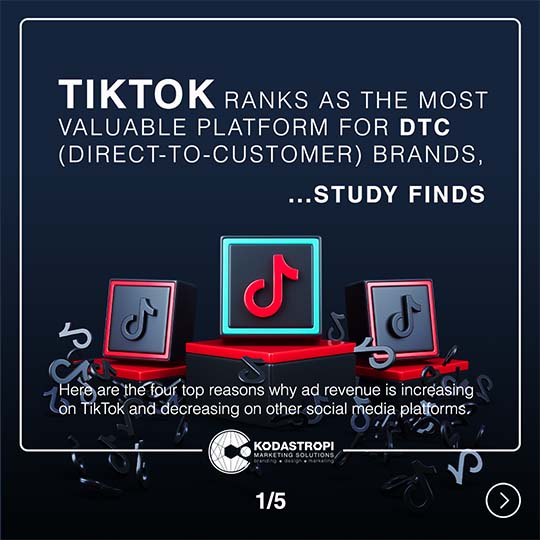 TIKTOK RANKS AS THE MOST
VALUABLE PLATFORM FOR DTC
(DIRECT-TO-CUSTOMER) BRANDS,
...STUDY FINDS
Here are the four top reasons why ad revenue is increasing
on TikTok and decreasing on other social media platforms.
KODASTROPI
MARKETING SOLUTIONS
branding • design • marketing
1/5